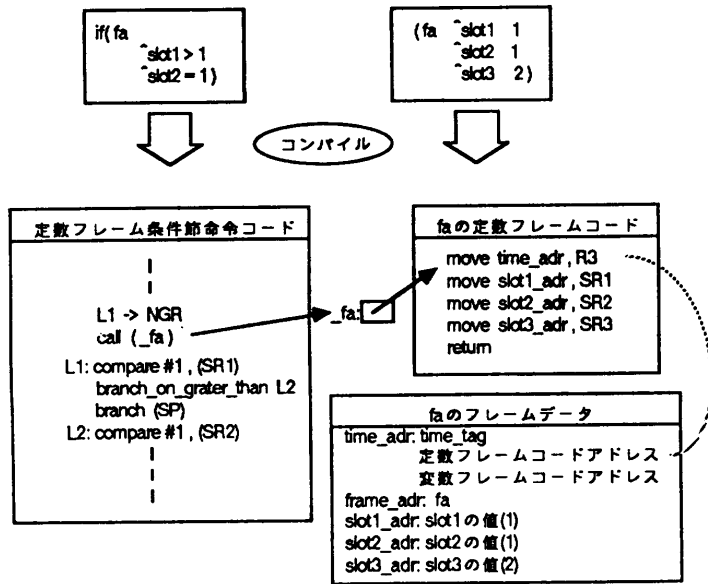 if(fa
^slot1 > 1
^slot2 = 1)
(fa ^slot1 1
^slot2 1
^slot3 2)
コンパイル
定数フレーム条件節命令コード
L1 -> NGR
call (_fa)
L1: compare #1 , (SR1)
branch_on_grater_than L2
branch (SP)
L2: compare #1 , (SR2)
_fa:
faの定数フレームコード
move time_adr , R3
move slot1_adr , SR1
move slot2_adr , SR2
move slot3_adr , SR3
return
faのフレームデータ
time_adr: time_tag
定数フレームコードアドレス
変数フレームコードアドレス
frame_adr: fa
slot1_adr: slot1の値(1)
slot2_adr: slot2の値(1)
slot3_adr: slot3の値(2)